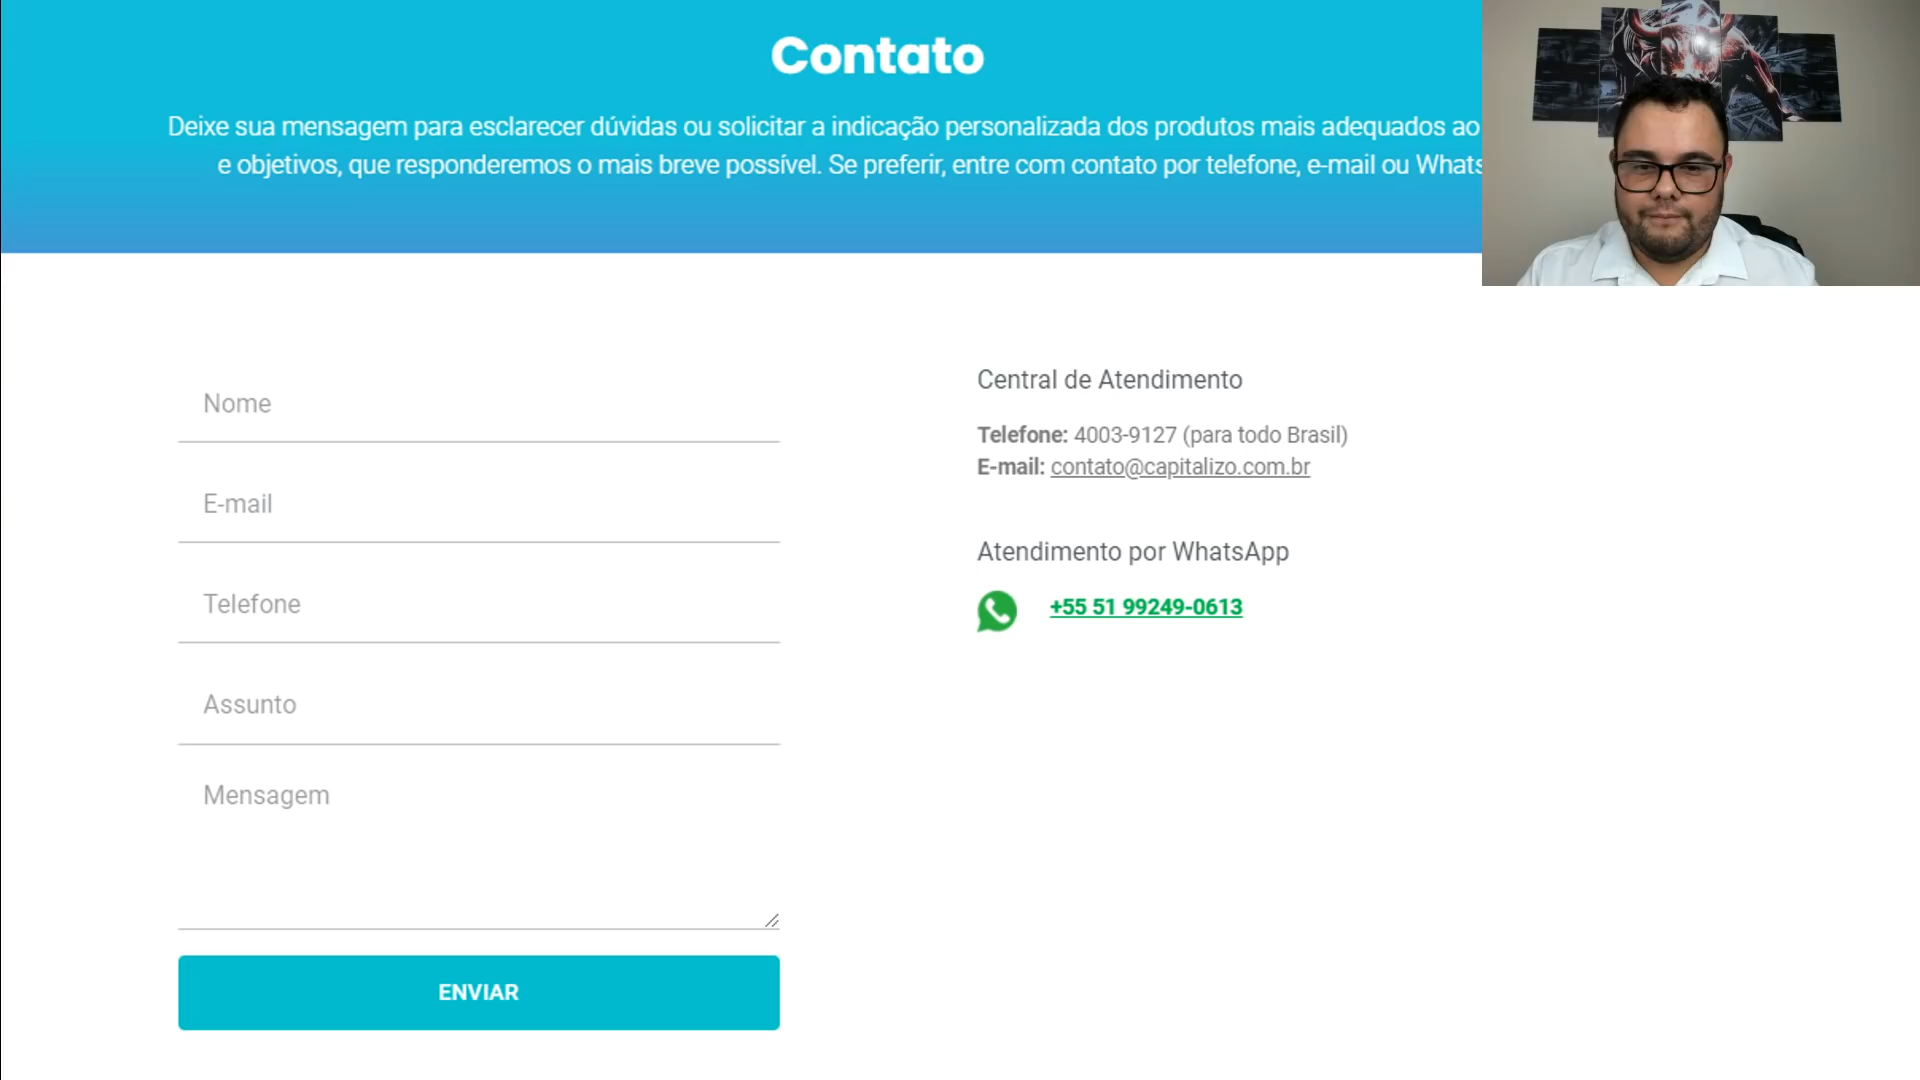 Contato
Deixe sua mensagem para esclarecer dúvidas ou solicitar a indicação personalizada dos produtos mais adequados ao
e objetivos, que responderemos o mais breve possível. Se preferir, entre com contato por telefone, e-mail ou Whats
Nome
E-mail
Telefone
Assunto
Mensagem
ENVIAR
Central de Atendimento
Telefone: 4003-9127 (para todo Brasil)
E-mail: contato@capitalizo.com.br
Atendimento por WhatsApp
+55 51 99249-0613